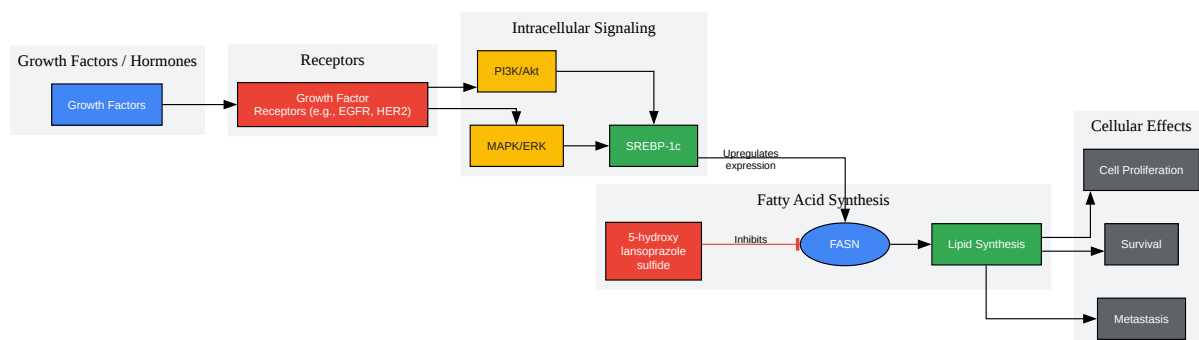 Growth Factors / Hormones
Growth Factors
Receptors
Growth Factor
Receptors (e.g., EGFR, HER2)
Intracellular Signaling
PI3K/Akt
MAPK/ERK
SREBP-1c
Upregulates
expression
Fatty Acid Synthesis
5-hydroxy
lansoprazole
sulfide
Inhibits
FASN
Lipid Synthesis
Cellular Effects
Cell Proliferation
Survival
Metastasis